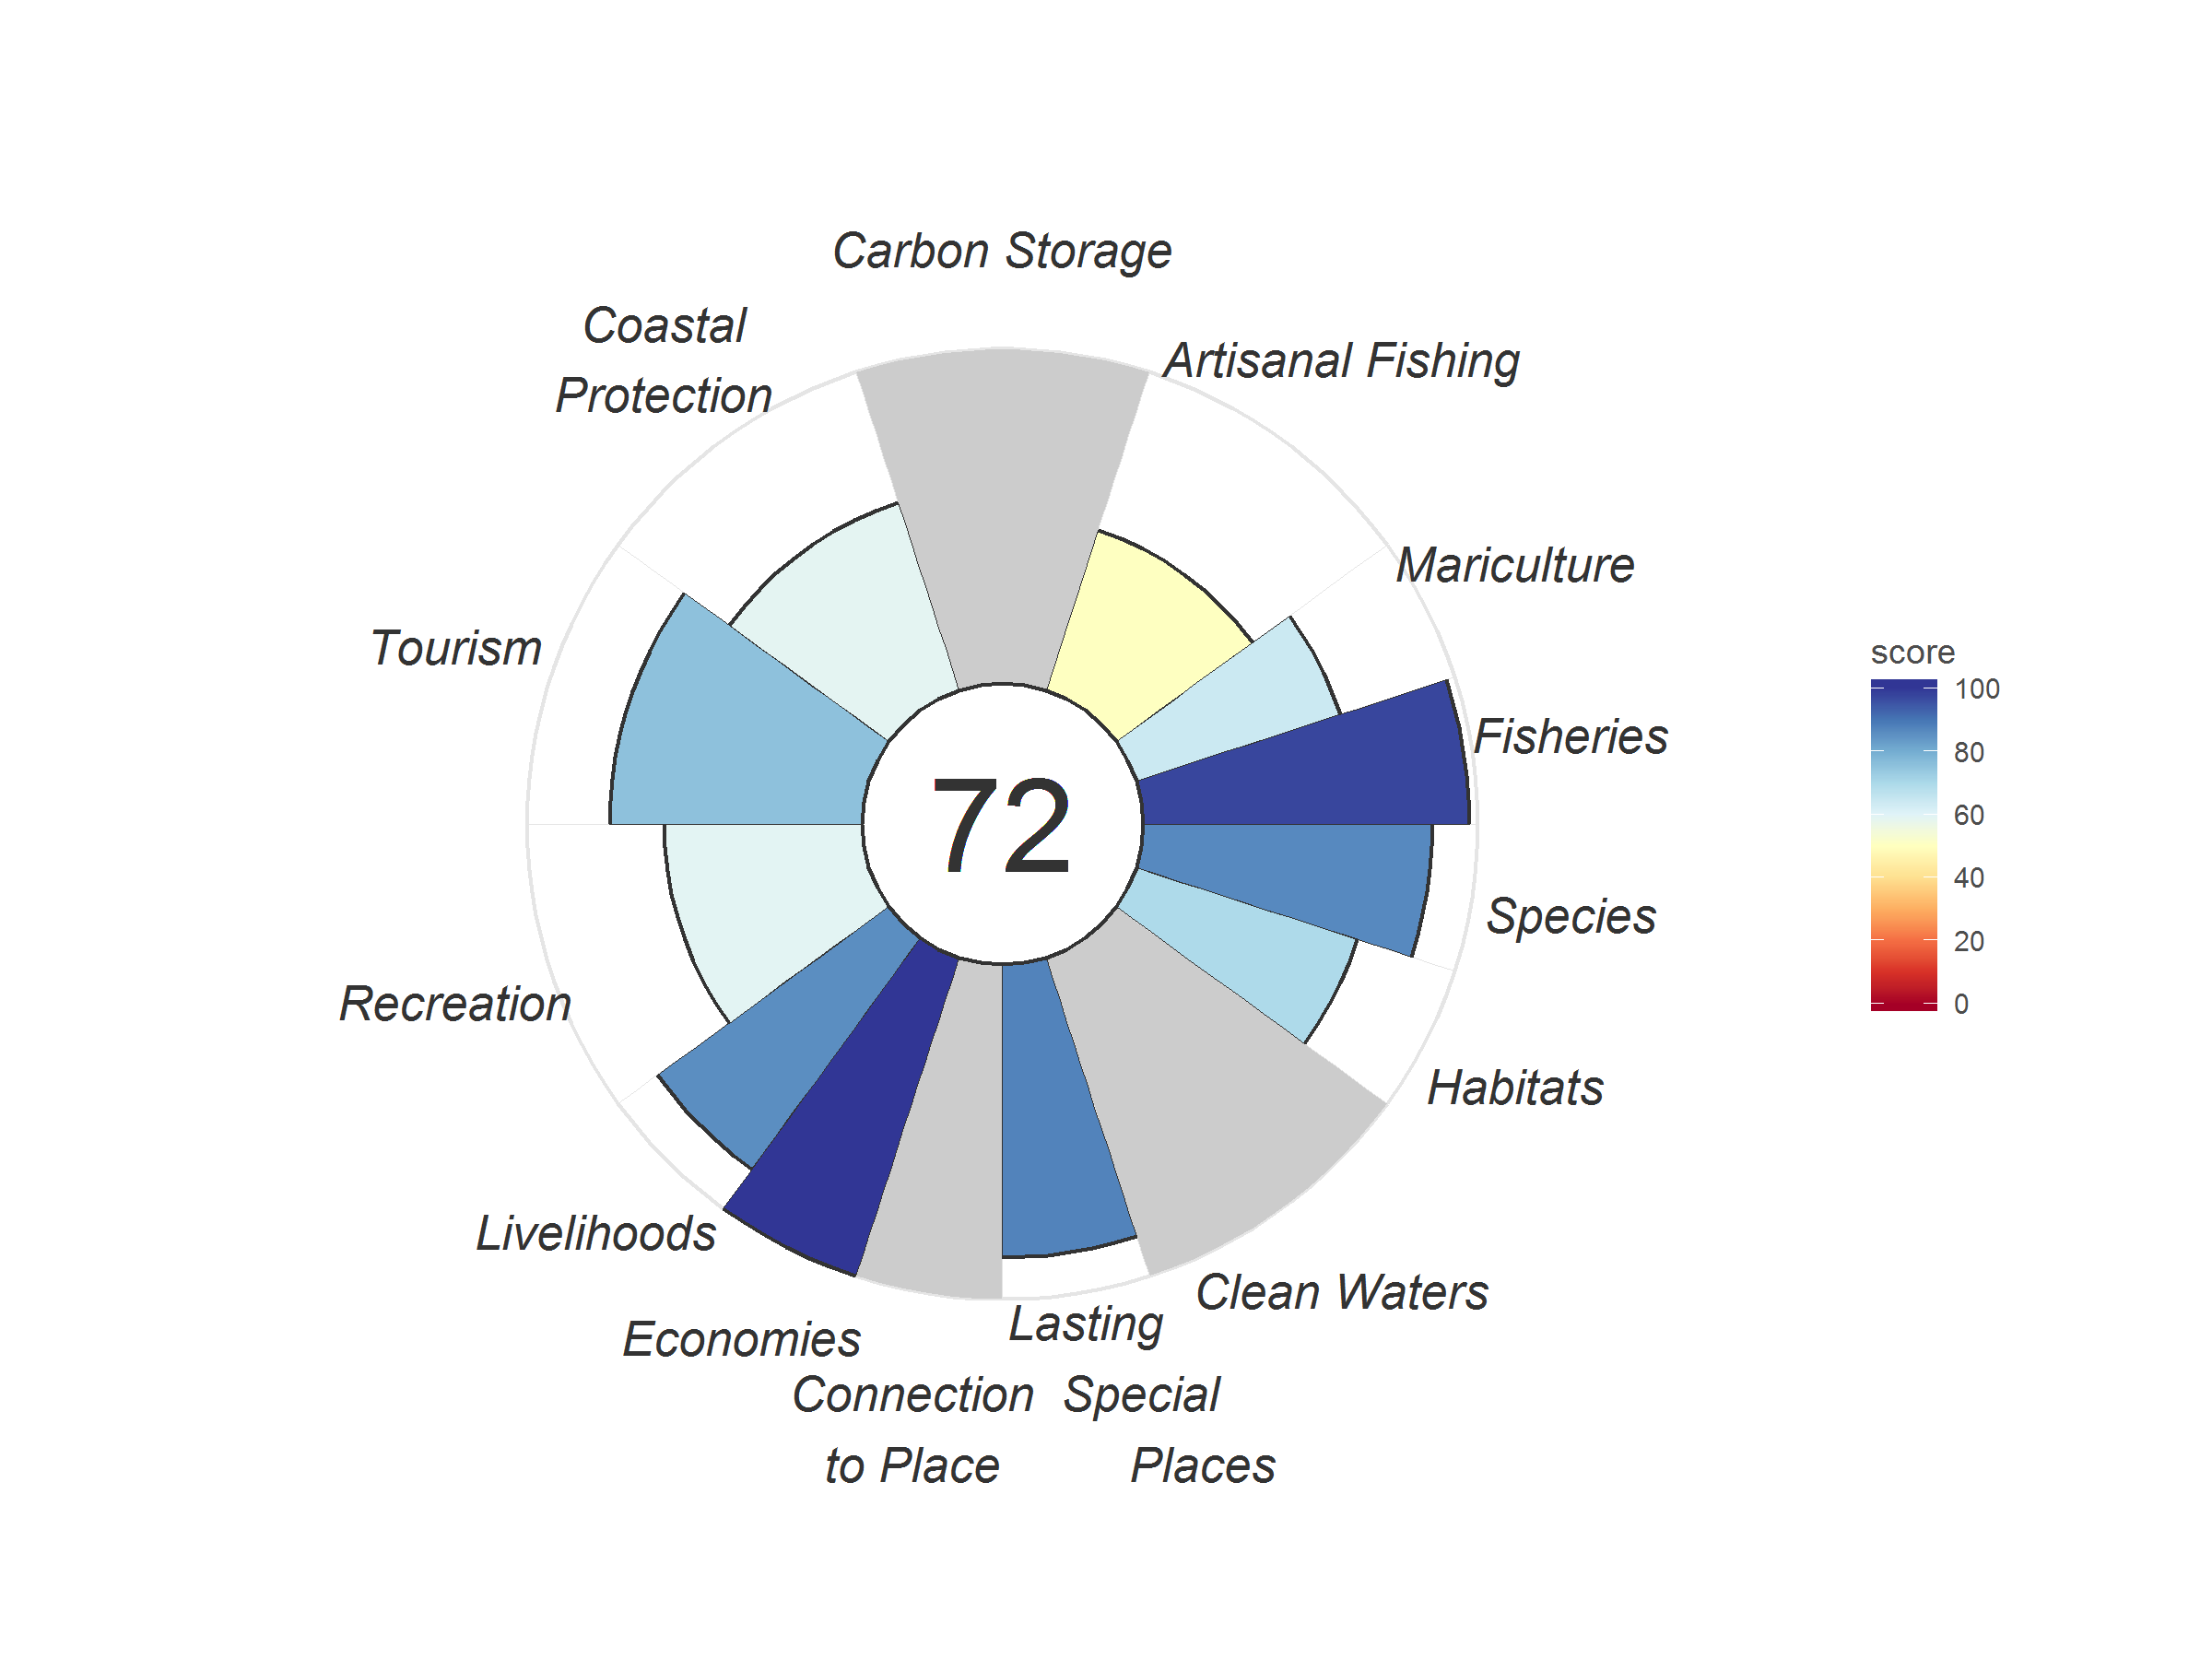 Carbon Storage
Coastal
Protection
Artisanal Fishing
Mariculture
Tourism
Fisheries
72
Species
Recreation
Habitats
Livelihoods
Clean Waters
Economies
Lasting
Special
Places
Connection
to Place
score
100
80
60
40
20
0